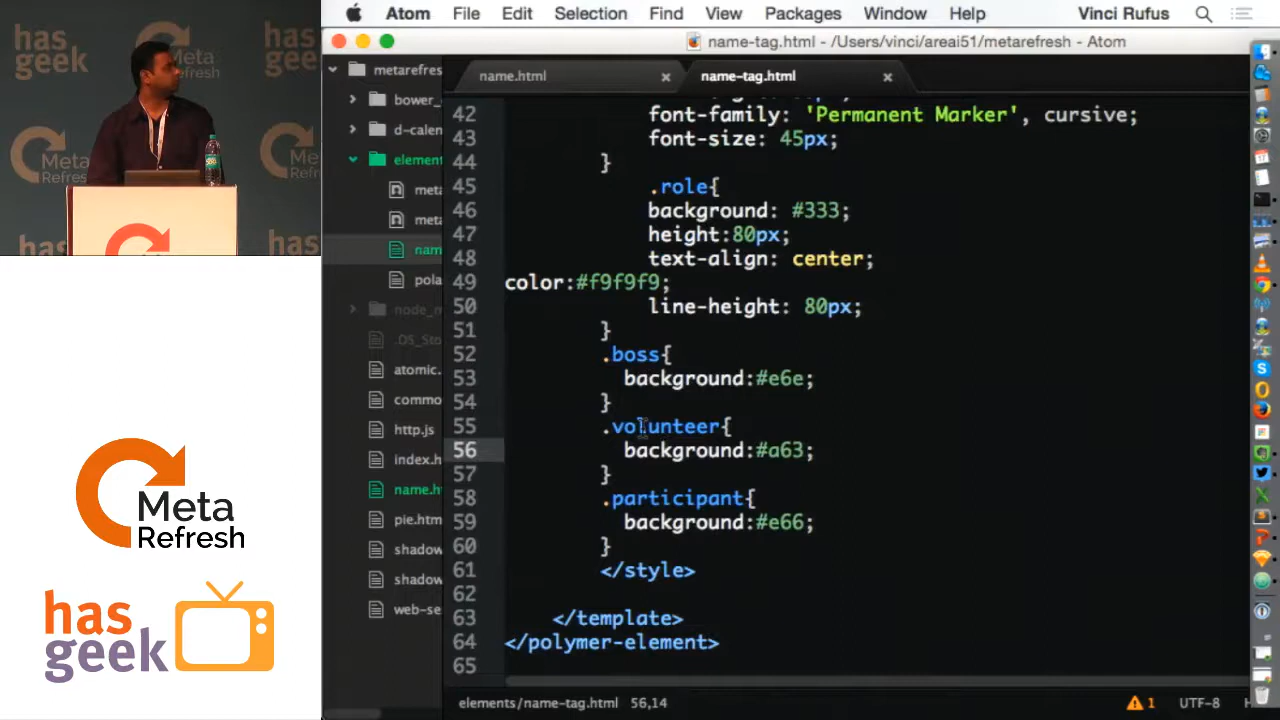 has
geek
Meta
Refresh
Meta
has
Meta
Refresh
has
geek
Atom File Edit Selection Find View Packages Window Help Vinci Rufus
name-tag.html - /Users/vinci/areai51/metarefresh - Atom
metarefres
bower_
d-calen
element
meta
meta
name
pola
node_m
.DS_Sto
atomic.
commo
http.js
index.h
name.h
pie.htm
shadow
shadow
web-se
name.html
name-tag.html
42 font-family: 'Permanent Marker', cursive;
43 font-size: 45px;
44 }
45 .role{
46 background: #333;
47 height:80px;
48 text-align: center;
49 color:#f9f9f9;
50 line-height: 80px;
51 }
52 .boss{
53 background:#e6e;
54 }
55 .volunteer{
56 background:#a63;
57 }
58 .participant{
59 background:#e66;
60 }
61 </style>
62
63 </template>
64 </polymer-element>
65
elements/name-tag.html 56,14 1 UTF-8